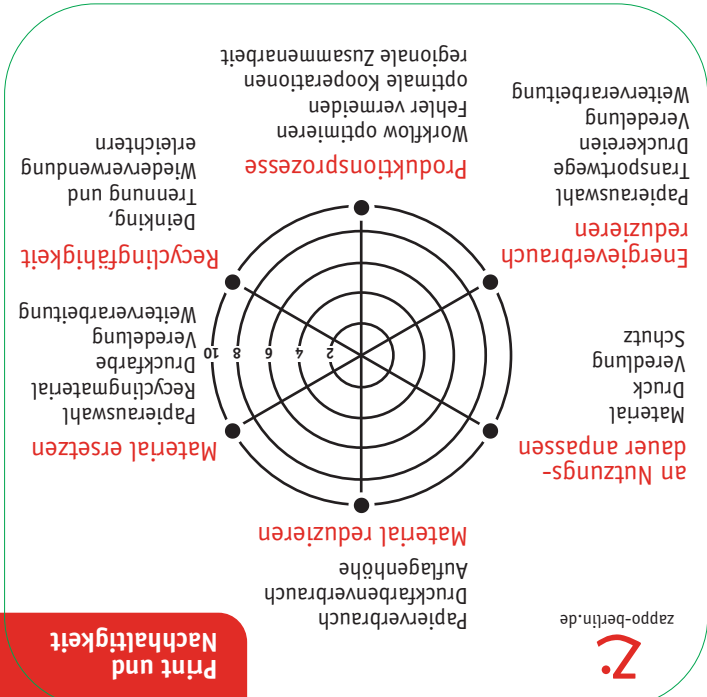 Print und
Nachhaltigkeit
Z.
zappo-berlin.de
Papierverbrauch
Druckfarbenverbrauch
Auflagenhöhe
Material reduzieren
an Nutzungs-
dauer anpassen
Material
Druck
Veredlung
Schutz
Material ersetzen
Papierauswahl
Recyclingmaterial
Druckfarbe
Veredelung
Weiterverarbeitung
2
4
6
8
10
Energieverbrauch
reduzieren
Papierauswahl
Transportwege
Druckereien
Veredelung
Weiterverarbeitung
Recyclingfähigkeit
Deinking,
Trennung und
Wiederverwendung
erleichtern
Produktionsprozesse
Workflow optimieren
Fehler vermeiden
optimale Kooperationen
regionale Zusammenarbeit